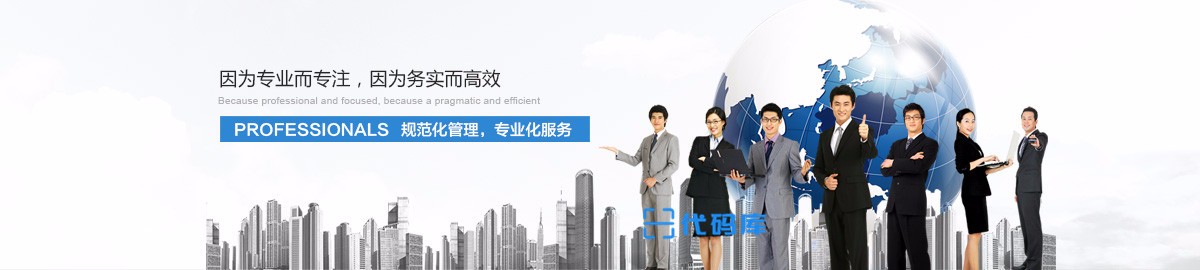 因为专业而专注，因为务实而高效
Because professional and focused, because a pragmatic and efficient
PROFESSIONALS 规范化管理，专业化服务
代码库